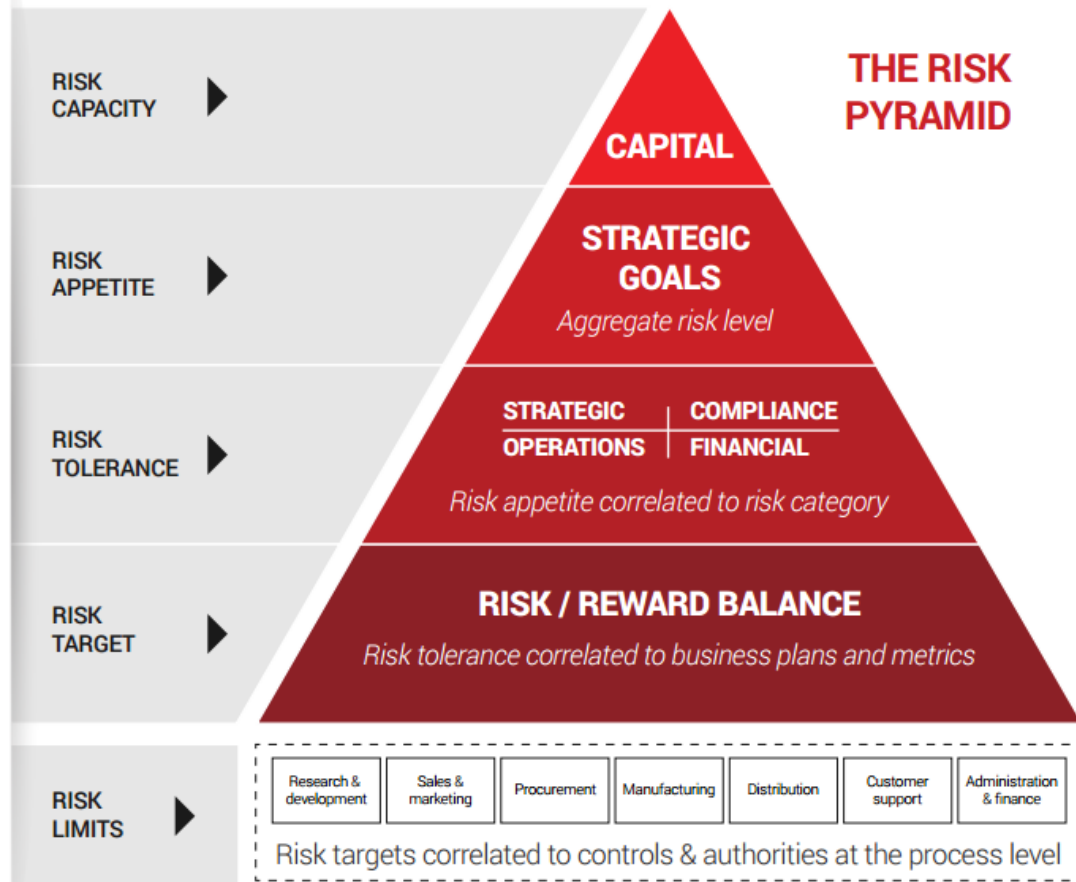 THE RISK
PYRAMID
RISK
CAPACITY
CAPITAL
RISK
APPETITE
STRATEGIC
GOALS
Aggregate risk level
RISK
TOLERANCE
STRATEGIC COMPLIANCE
OPERATIONS FINANCIAL
Risk appetite correlated to risk category
RISK
TARGET
RISK / REWARD BALANCE
Risk tolerance correlated to business plans and metrics
RISK
LIMITS
Research &
development
Sales &
marketing
Procurement
Manufacturing
Distribution
Customer
support
Administration
& finance
Risk targets correlated to controls & authorities at the process level